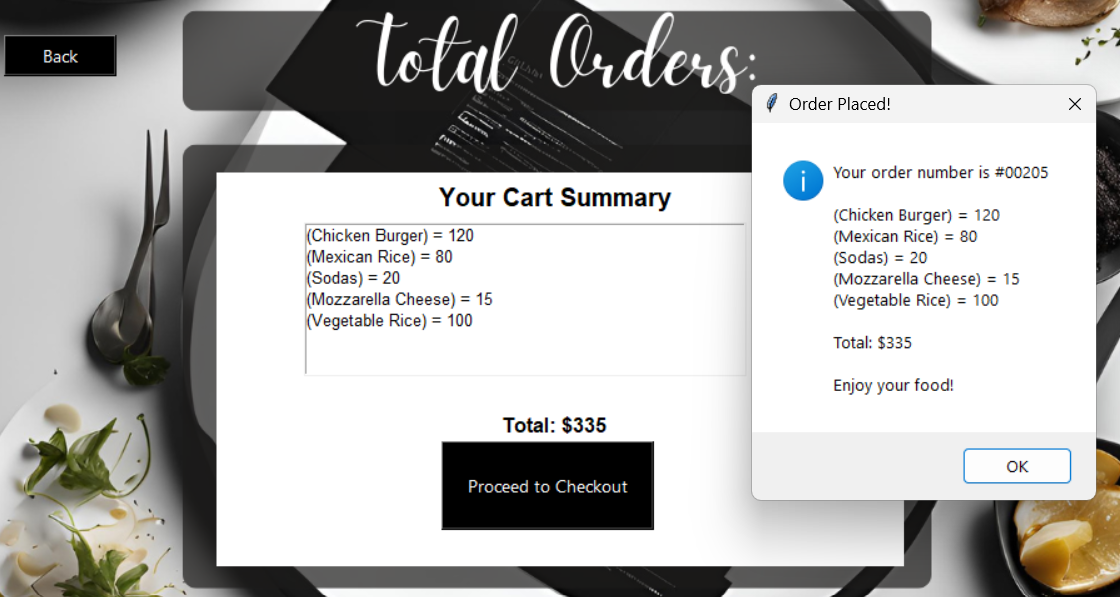 Back
Total Orders:
Your Cart Summary
(Chicken Burger) = 120
(Mexican Rice) = 80
(Sodas) = 20
(Mozzarella Cheese) = 15
(Vegetable Rice) = 100
Total: $335
Proceed to Checkout
Order Placed!
Your order number is #00205
(Chicken Burger) = 120
(Mexican Rice) = 80
(Sodas) = 20
(Mozzarella Cheese) = 15
(Vegetable Rice) = 100
Total: $335
Enjoy your food!
OK